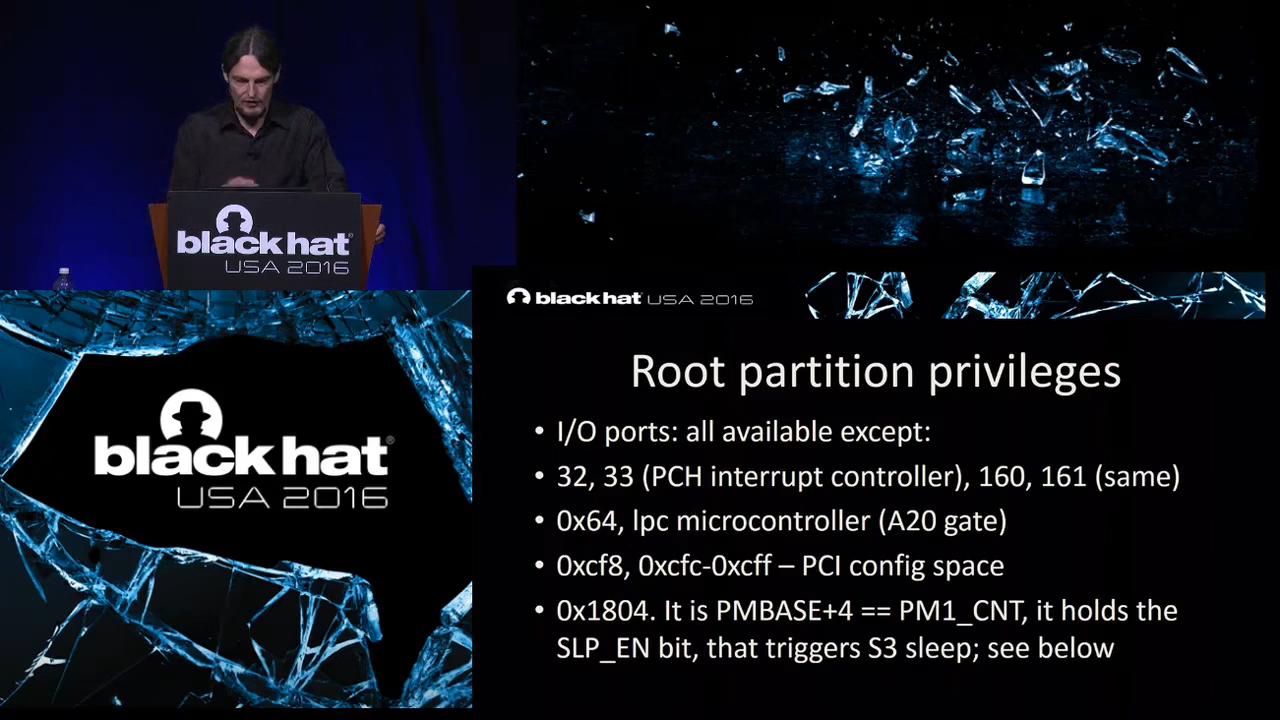 black hat®
USA 2016
black hat USA 2016
black hat®
USA 2016
Root partition privileges
• I/O ports: all available except:
• 32, 33 (PCH interrupt controller), 160, 161 (same)
• 0x64, lpc microcontroller (A20 gate)
• 0xcf8, 0xcfc-0xcff – PCI config space
• 0x1804. It is PMBASE+4 == PM1_CNT, it holds the
SLP_EN bit, that triggers S3 sleep; see below